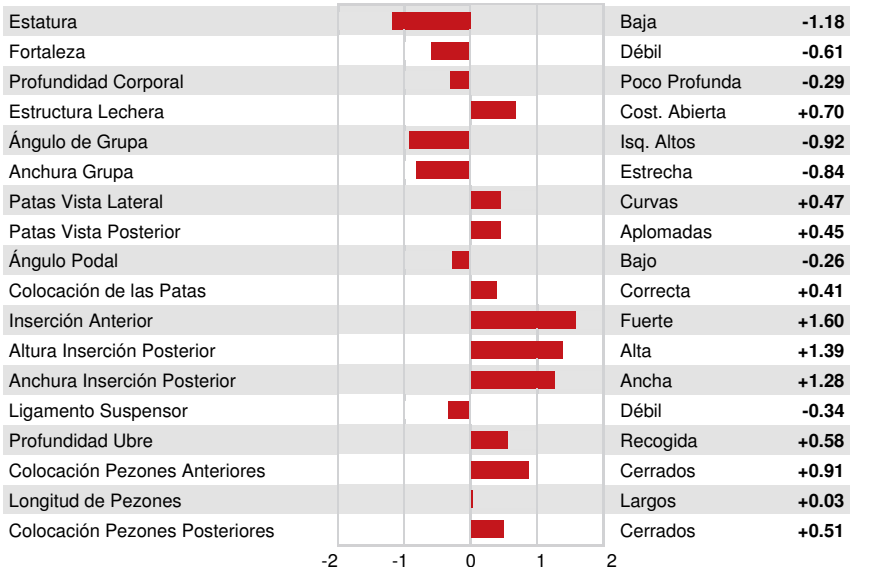 Estatura Baja -1.18
Fortaleza Débil -0.61
Profundidad Corporal Poco Profunda -0.29
Estructura Lechera Cost. Abierta +0.70
Ángulo de Grupa Isq. Altos -0.92
Anchura Grupa Estrecha -0.84
Patas Vista Lateral Curvas +0.47
Patas Vista Posterior Aplomadas +0.45
Ángulo Podal Bajo -0.26
Colocación de las Patas Correcta +0.41
Inserción Anterior Fuerte +1.60
Altura Inserción Posterior Alta +1.39
Anchura Inserción Posterior Ancha +1.28
Ligamento Suspensor Débil -0.34
Profundidad Ubre Recogida +0.58
Colocación Pezones Anteriores Cerrados +0.91
Longitud de Pezones Largos +0.03
Colocación Pezones Posteriores Cerrados +0.51
-2 -1 0 1 2